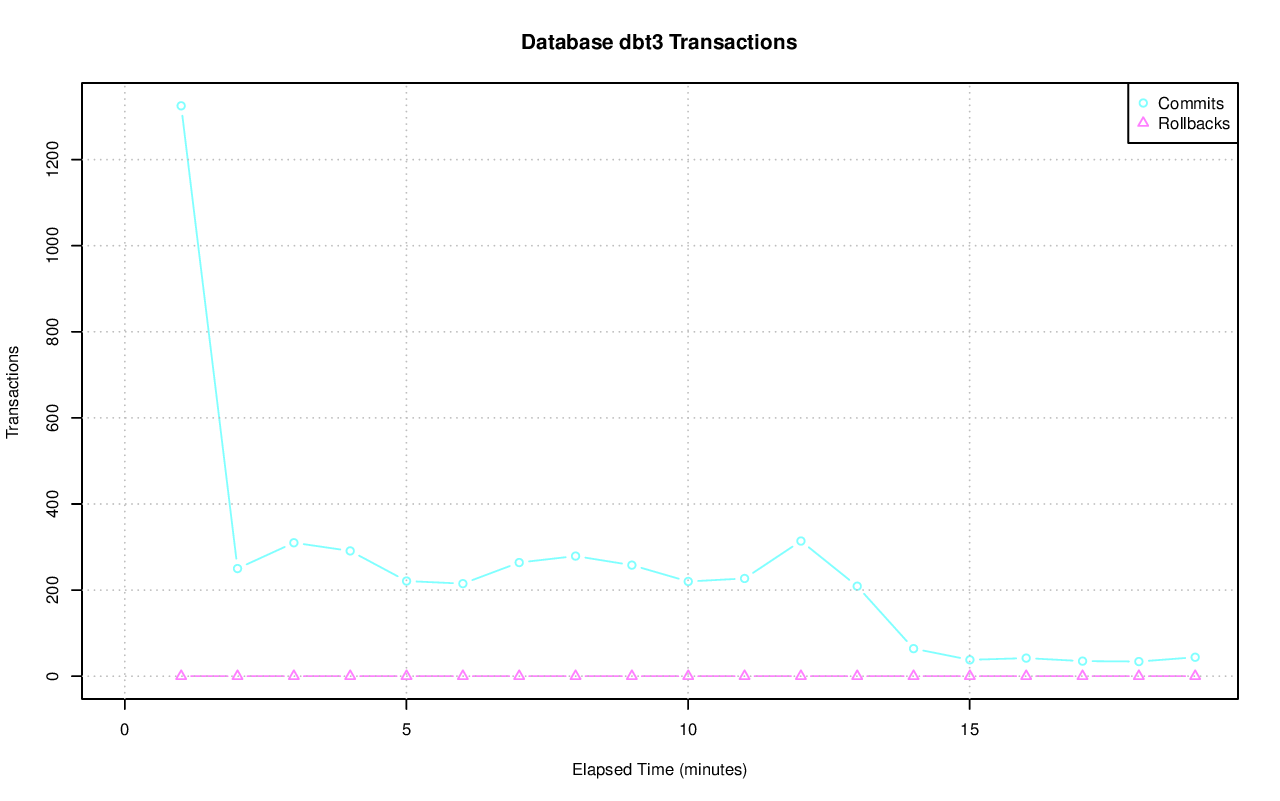 Database dbt3 Transactions
Commits
Rollbacks
1200
1000
800
600
400
200
0
Transactions
0 5 10 15
Elapsed Time (minutes)